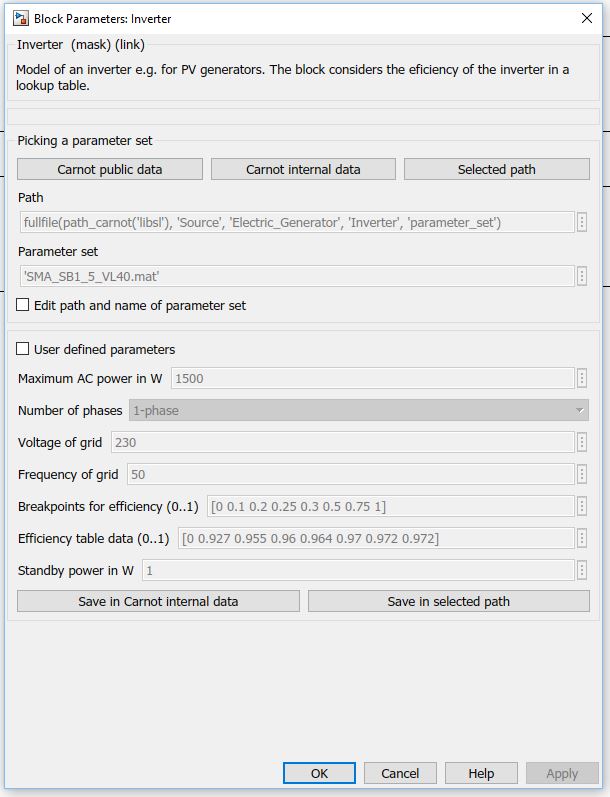 Block Parameters: Inverter
Inverter (mask) (link)
Model of an inverter e.g. for PV generators. The block considers the eficiency of the inverter in a
lookup table.
Picking a parameter set
Carnot public data
Carnot internal data
Selected path
Path
fullfile(path_carnot('libsl'), 'Source', 'Electric_Generator', 'Inverter', 'parameter_set')
Parameter set
'SMA_SB1_5_VL40.mat'
Edit path and name of parameter set
User defined parameters
Maximum AC power in W 1500
Number of phases 1-phase
Voltage of grid 230
Frequency of grid 50
Breakpoints for efficiency (0..1) [0 0.1 0.2 0.25 0.3 0.5 0.75 1]
Efficiency table data (0..1) [0 0.927 0.955 0.96 0.964 0.97 0.972 0.972]
Standby power in W 1
Save in Carnot internal data
Save in selected path
OK
Cancel
Help
Apply